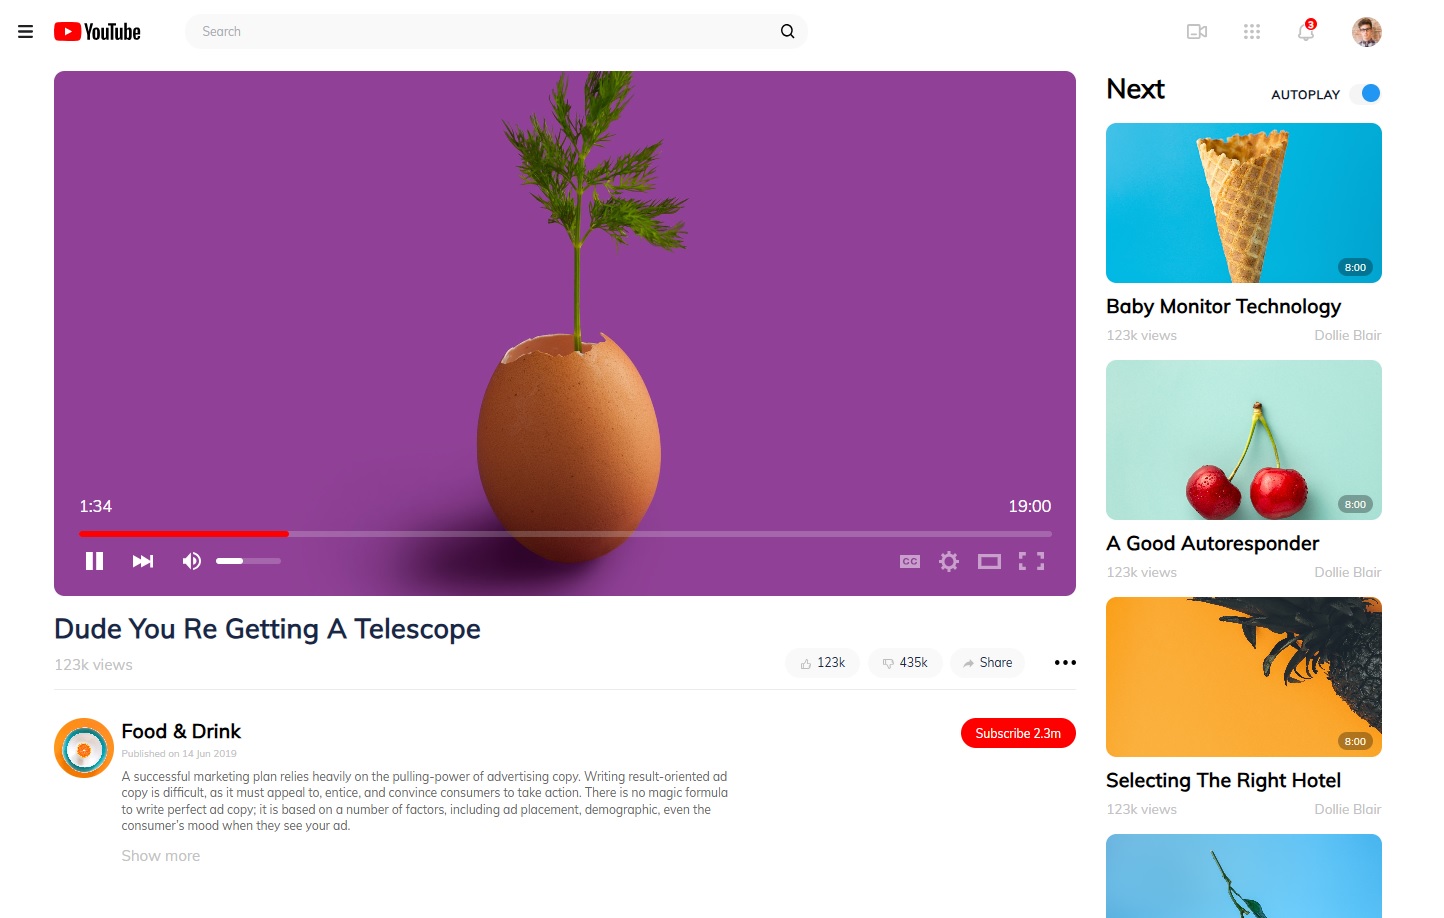 YouTube
Search
3
1:34
19:00
CC
Dude You Re Getting A Telescope
123k views
123k
435k
Share
Food & Drink
Published on 14 Jun 2019
Subscribe 2.3m
A successful marketing plan relies heavily on the pulling-power of advertising copy. Writing result-oriented ad
copy is difficult, as it must appeal to, entice, and convince consumers to take action. There is no magic formula
to write perfect ad copy; it is based on a number of factors, including ad placement, demographic, even the
consumer’s mood when they see your ad.
Show more
Next
AUTOPLAY
8:00
Baby Monitor Technology
123k views Dollie Blair
8:00
A Good Autoresponder
123k views Dollie Blair
8:00
Selecting The Right Hotel
123k views Dollie Blair